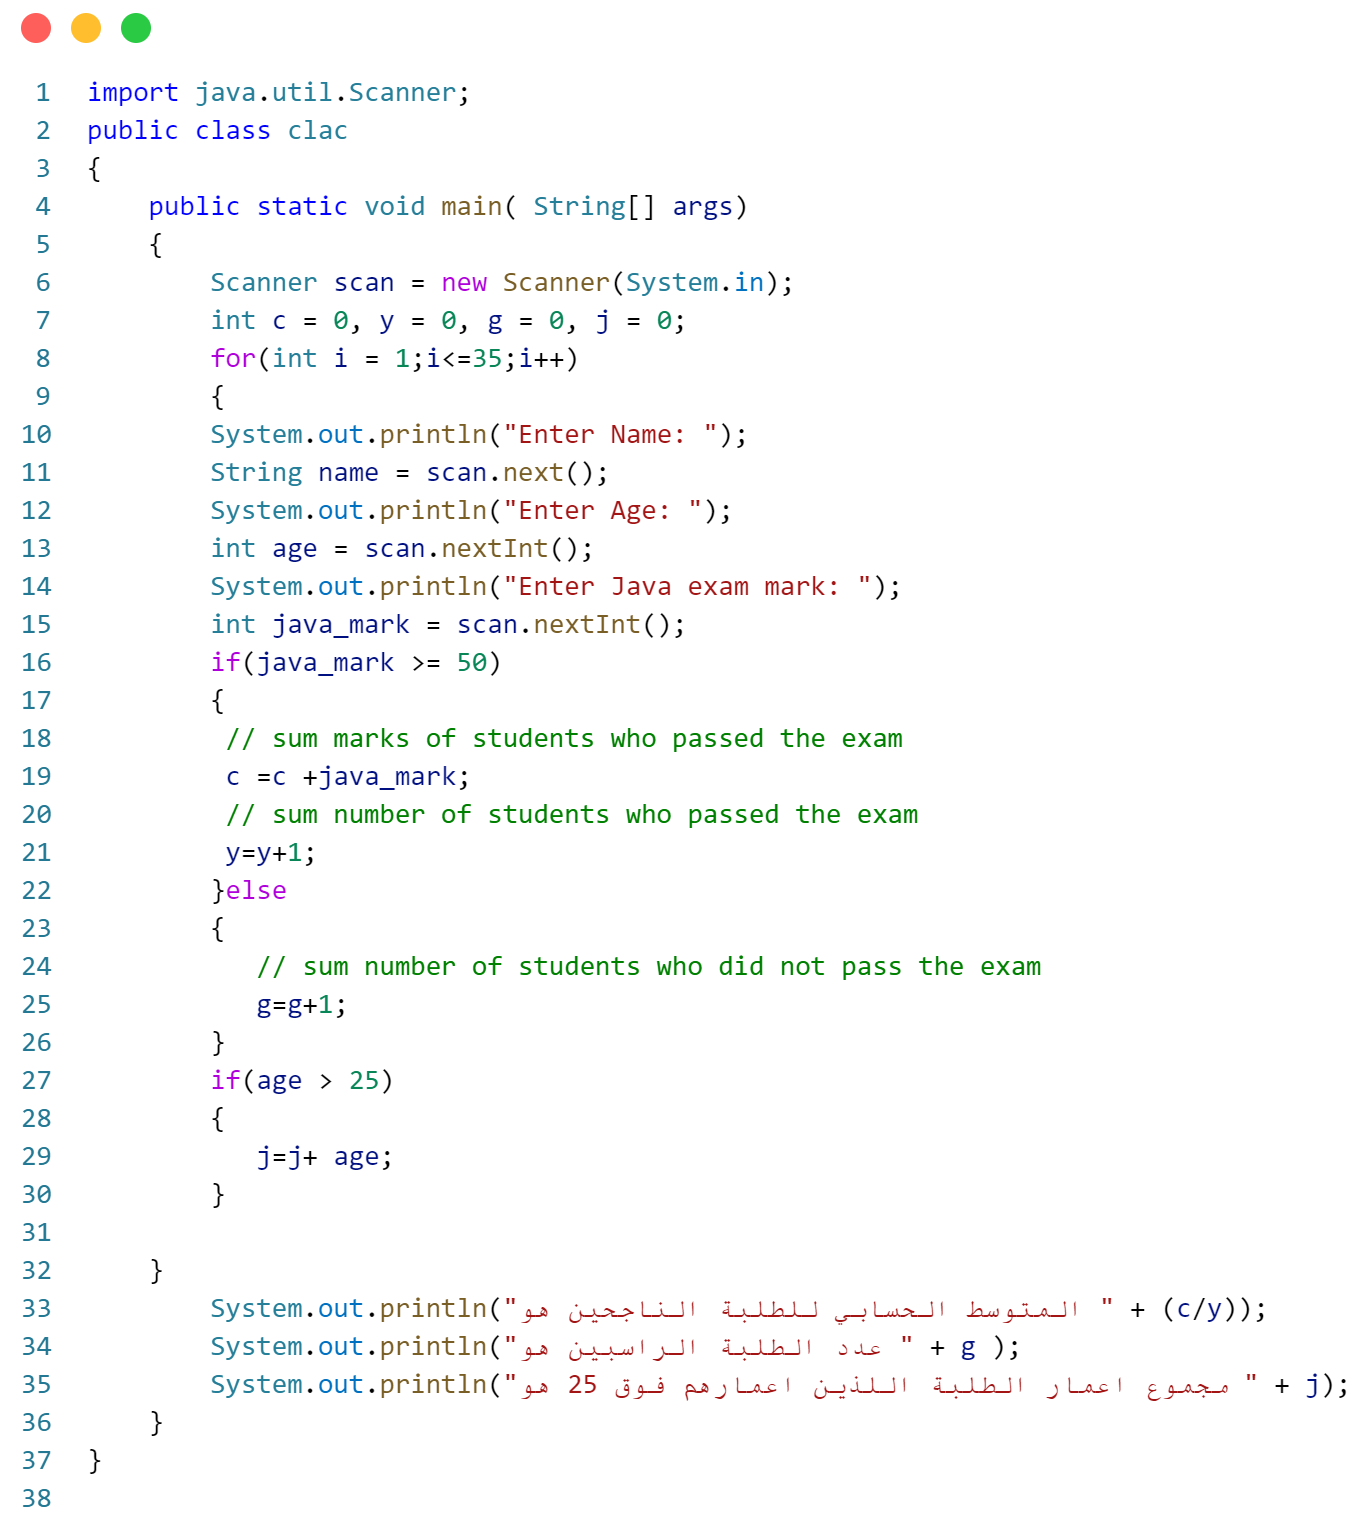 1 import java.util.Scanner;
2 public class clac
3 {
4     public static void main( String[] args)
5     {
6         Scanner scan = new Scanner(System.in);
7         int c = 0, y = 0, g = 0, j = 0;
8         for(int i = 1;i<=35;i++)
9         {
10         System.out.println("Enter Name: ");
11         String name = scan.next();
12         System.out.println("Enter Age: ");
13         int age = scan.nextInt();
14         System.out.println("Enter Java exam mark: ");
15         int java_mark = scan.nextInt();
16         if(java_mark >= 50)
17         {
18          // sum marks of students who passed the exam
19          c =c +java_mark;
20          // sum number of students who passed the exam
21          y=y+1;
22         }else
23         {
24            // sum number of students who did not pass the exam
25            g=g+1;
26         }
27         if(age > 25)
28         {
29            j=j+ age;
30         }
31
32     }
33         System.out.println("المتوسط الحسابي للطلبة الناجحين هو " + (c/y));
34         System.out.println("عدد الطلبة الراسبين هو " + g );
35         System.out.println("مجموع اعمار الطلبة اللذين اعمارهم فوق 25 هو " + j);
36     }
37 }
38